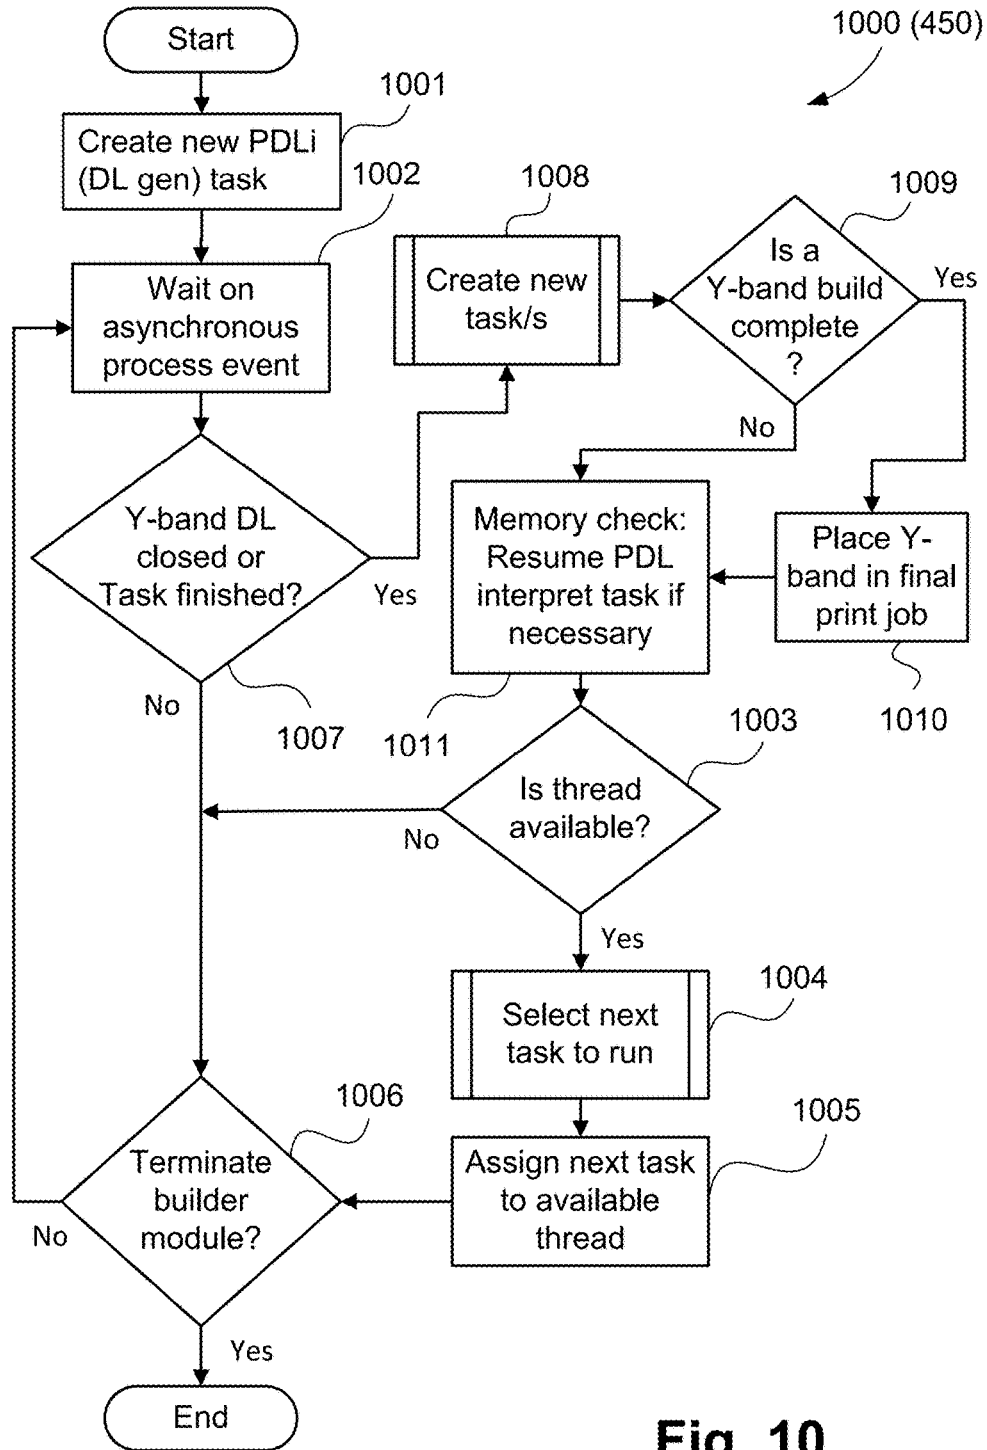 1000 (450)
Start
1001
Create new PDLi
(DL gen) task
1002
Wait on
asynchronous
process event
1008
Create new
task/s
1009
Is a
Y-band build
complete
?
Yes
No
Y-band DL
closed or
Task finished?
Yes
No
1007
Memory check:
Resume PDL
interpret task if
necessary
1011
Place Y-
band in final
print job
1010
1003
Is thread
available?
No
Yes
1004
Select next
task to run
1005
Assign next task
to available
thread
1006
Terminate
builder
module?
No
Yes
End
Fig. 10